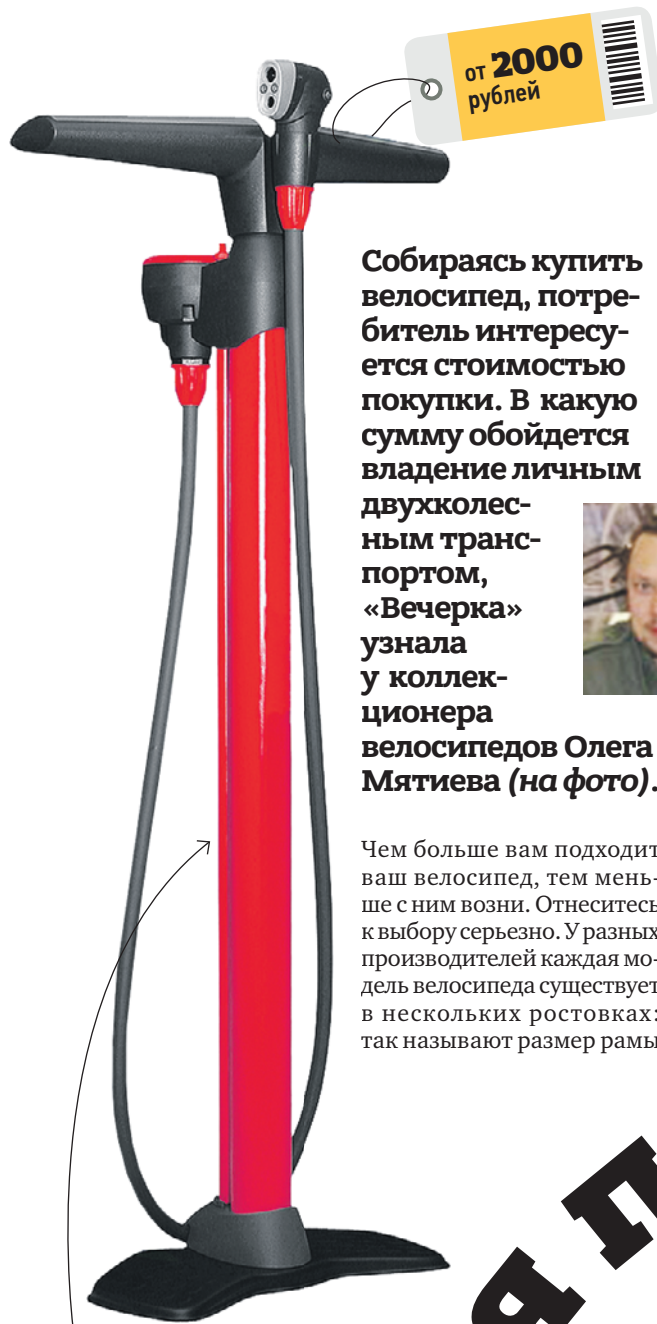 от 2000
рублей
Собираясь купить
велосипед, потре-
битель интересу-
ется стоимостью
покупки. В какую
сумму обойдется
владение личным
двухколес-
ным транс-
портом,
«Вечерка»
узнала
у коллек-
ционера
велосипедов Олега
Мятиева (на фото).
Чем больше вам подходит
ваш велосипед, тем мень-
ше с ним возни. Отнеситесь
к выбору серьезно. У разных
производителей каждая мо-
дель велосипеда существует
в нескольких ростовках:
так называют размер рамы